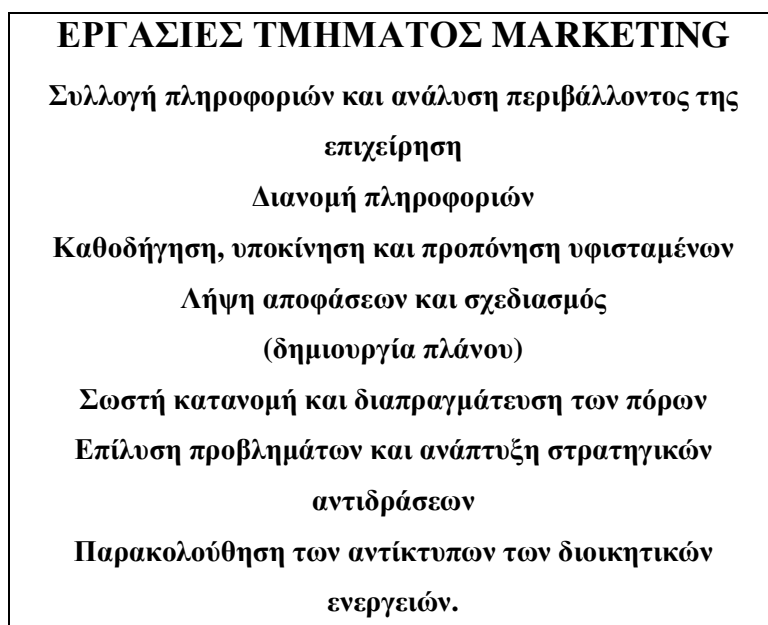 ΕΡΓΑΣΙΕΣ ΤΜΗΜΑΤΟΣ MARKETING
Συλλογή πληροφοριών και ανάλυση περιβάλλοντος της
επιχείρηση
Διανομή πληροφοριών
Καθοδήγηση, υποκίνηση και προπόνηση υφισταμένων
Λήψη αποφάσεων και σχεδιασμός
(δημιουργία πλάνου)
Σωστή κατανομή και διαπραγμάτευση των πόρων
Επίλυση προβλημάτων και ανάπτυξη στρατηγικών
αντιδράσεων
Παρακολούθηση των αντίκτυπων των διοικητικών
ενεργειών.